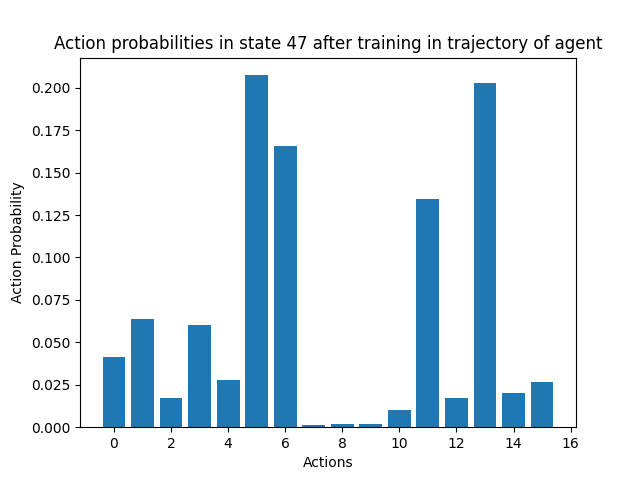 Action probabilities in state 47 after training in trajectory of agent
0.200
0.175
0.150
0.125
0.100
0.075
0.050
0.025
0.000
Action Probability
0 2 4 6 8 10 12 14 16
Actions